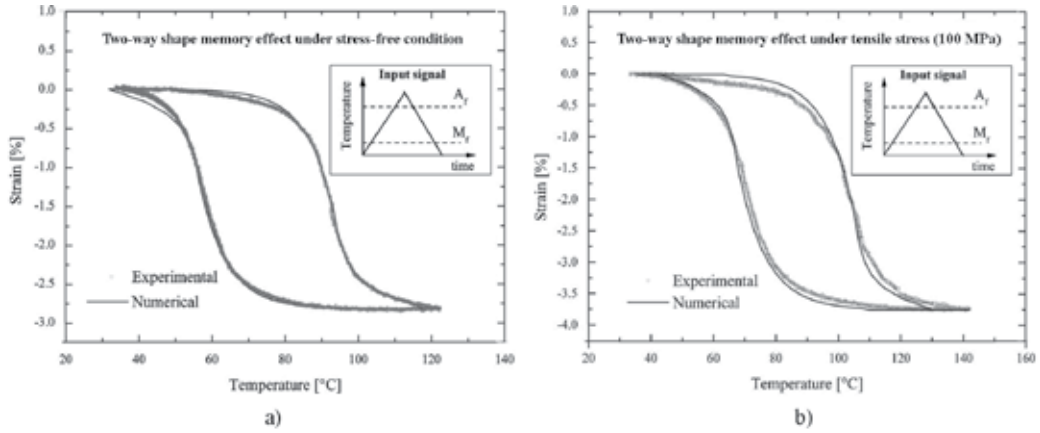 Two-way shape memory effect under stress-free condition
Input signal
Temperature
A_f
M_f
time
Experimental
Numerical
Strain [%]
1.0
0.5
0.0
-0.5
-1.0
-1.5
-2.0
-2.5
-3.0
20 40 60 80 100 120 140
Temperature [°C]
a)
Two-way shape memory effect under tensile stress (100 MPa)
Input signal
Temperature
A_f
M_f
time
Experimental
Numerical
Strain [%]
1.0
0.5
0.0
-0.5
-1.0
-1.5
-2.0
-2.5
-3.0
-3.5
-4.0
20 40 60 80 100 120 140 160
Temperature [°C]
b)